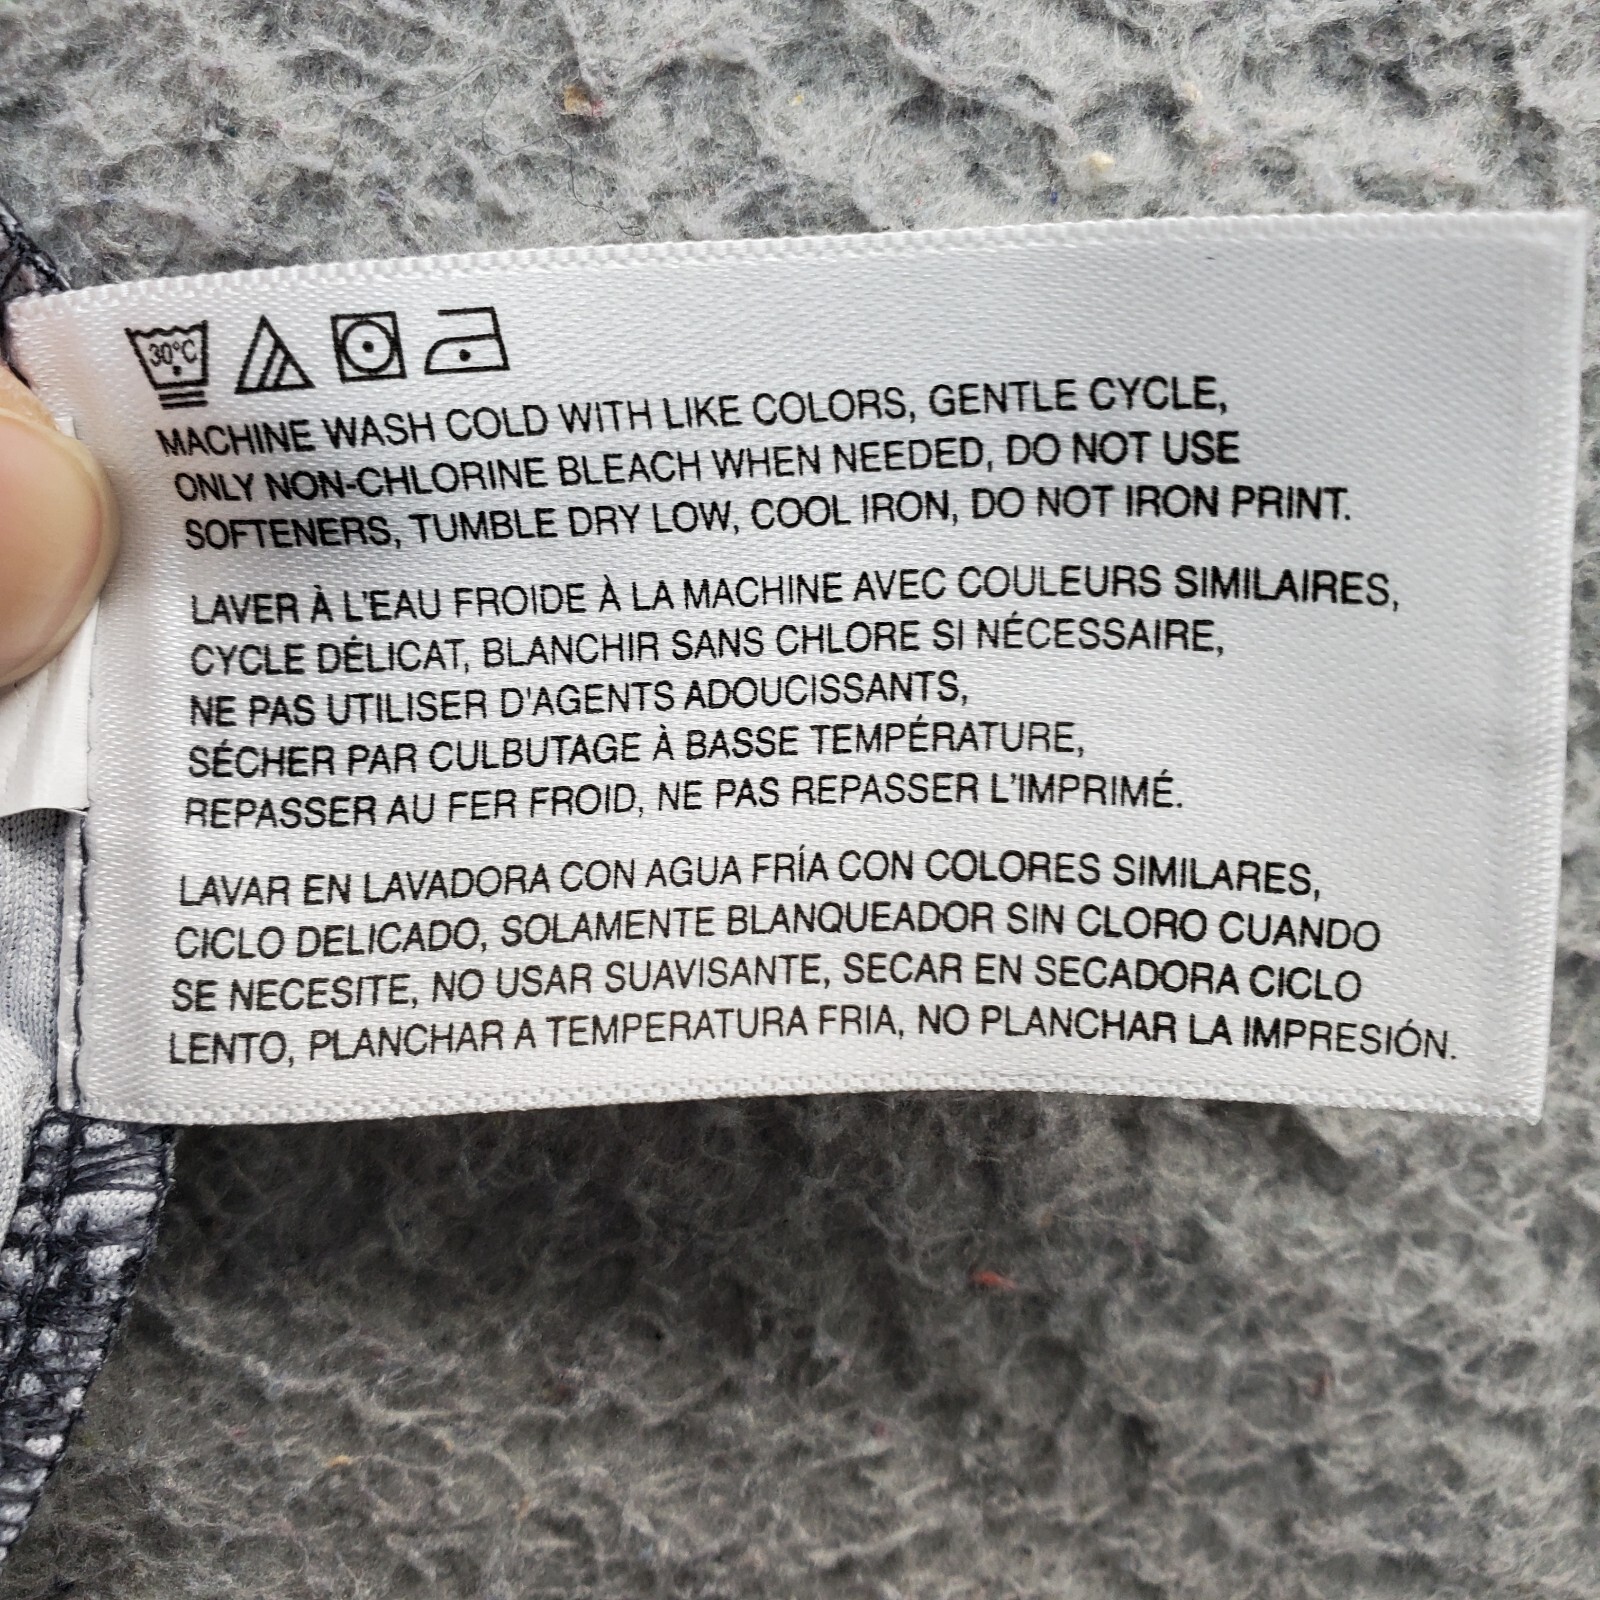 30°C
MACHINE WASH COLD WITH LIKE COLORS, GENTLE CYCLE,
ONLY NON-CHLORINE BLEACH WHEN NEEDED, DO NOT USE
SOFTENERS, TUMBLE DRY LOW, COOL IRON, DO NOT IRON PRINT.
LAVER À L'EAU FROIDE À LA MACHINE AVEC COULEURS SIMILAIRES,
CYCLE DÉLICAT, BLANCHIR SANS CHLORE SI NÉCESSAIRE,
NE PAS UTILISER D'AGENTS ADOUCISSANTS,
SÉCHER PAR CULBUTAGE À BASSE TEMPÉRATURE,
REPASSER AU FER FROID, NE PAS REPASSER L'IMPRIMÉ.
LAVAR EN LAVADORA CON AGUA FRÍA CON COLORES SIMILARES,
CICLO DELICADO, SOLAMENTE BLANQUEADOR SIN CLORO CUANDO
SE NECESITE, NO USAR SUAVISANTE, SECAR EN SECADORA CICLO
LENTO, PLANCHAR A TEMPERATURA FRIA, NO PLANCHAR LA IMPRESIÓN.